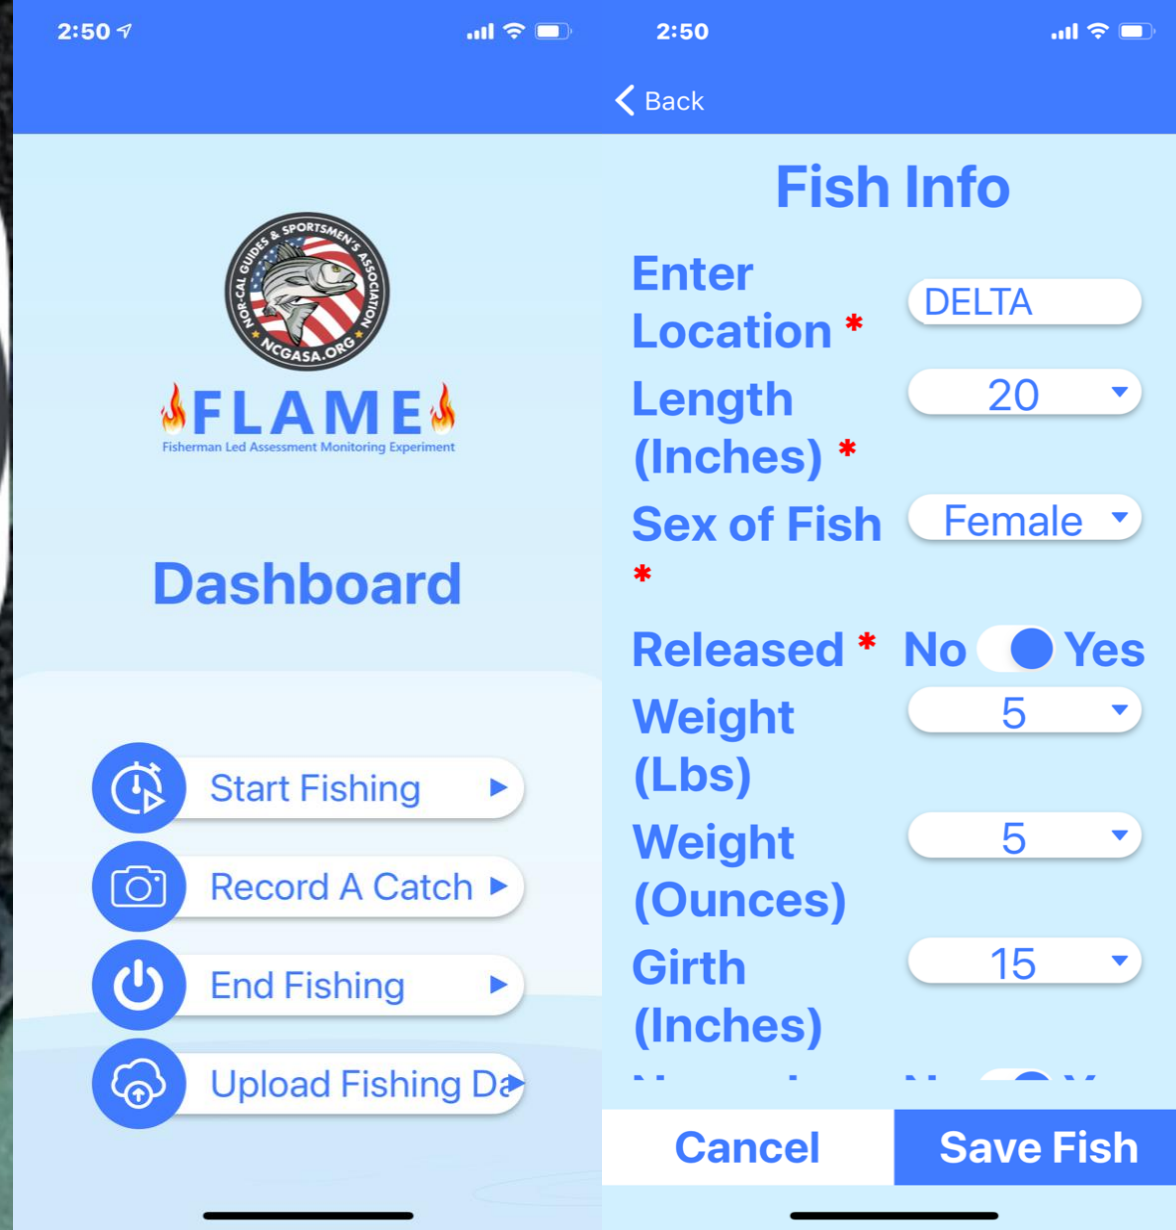 2:50
NOR-CAL GUIDES & SPORTSMEN'S ASSOCIATION
NCGASA.ORG
FLAME
Fisherman Led Assessment Monitoring Experiment
Dashboard
Start Fishing
Record A Catch
End Fishing
Upload Fishing Da
2:50
Back
Fish Info
Enter
Location *
DELTA
Length
(Inches) *
20
Sex of Fish
*
Female
Released * No Yes
Weight
(Lbs)
5
Weight
(Ounces)
5
Girth
(Inches)
15
Cancel
Save Fish